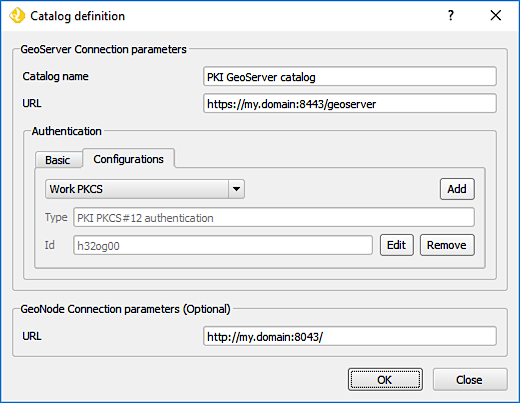 Catalog definition
?
GeoServer Connection parameters
Catalog name PKI GeoServer catalog
URL https://my.domain:8443/geoserver
Authentication
Basic Configurations
Work PKCS Add
Type PKI PKCS#12 authentication
Id h32og00 Edit Remove
GeoNode Connection parameters (Optional)
URL http://my.domain:8043/
OK Close